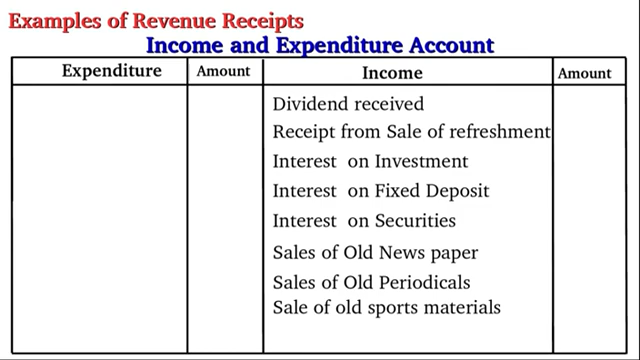 Examples of Revenue Receipts
Income and Expenditure Account
Expenditure Amount Income Amount
Dividend received
Receipt from Sale of refreshment
Interest on Investment
Interest on Fixed Deposit
Interest on Securities
Sales of Old News paper
Sales of Old Periodicals
Sale of old sports materials